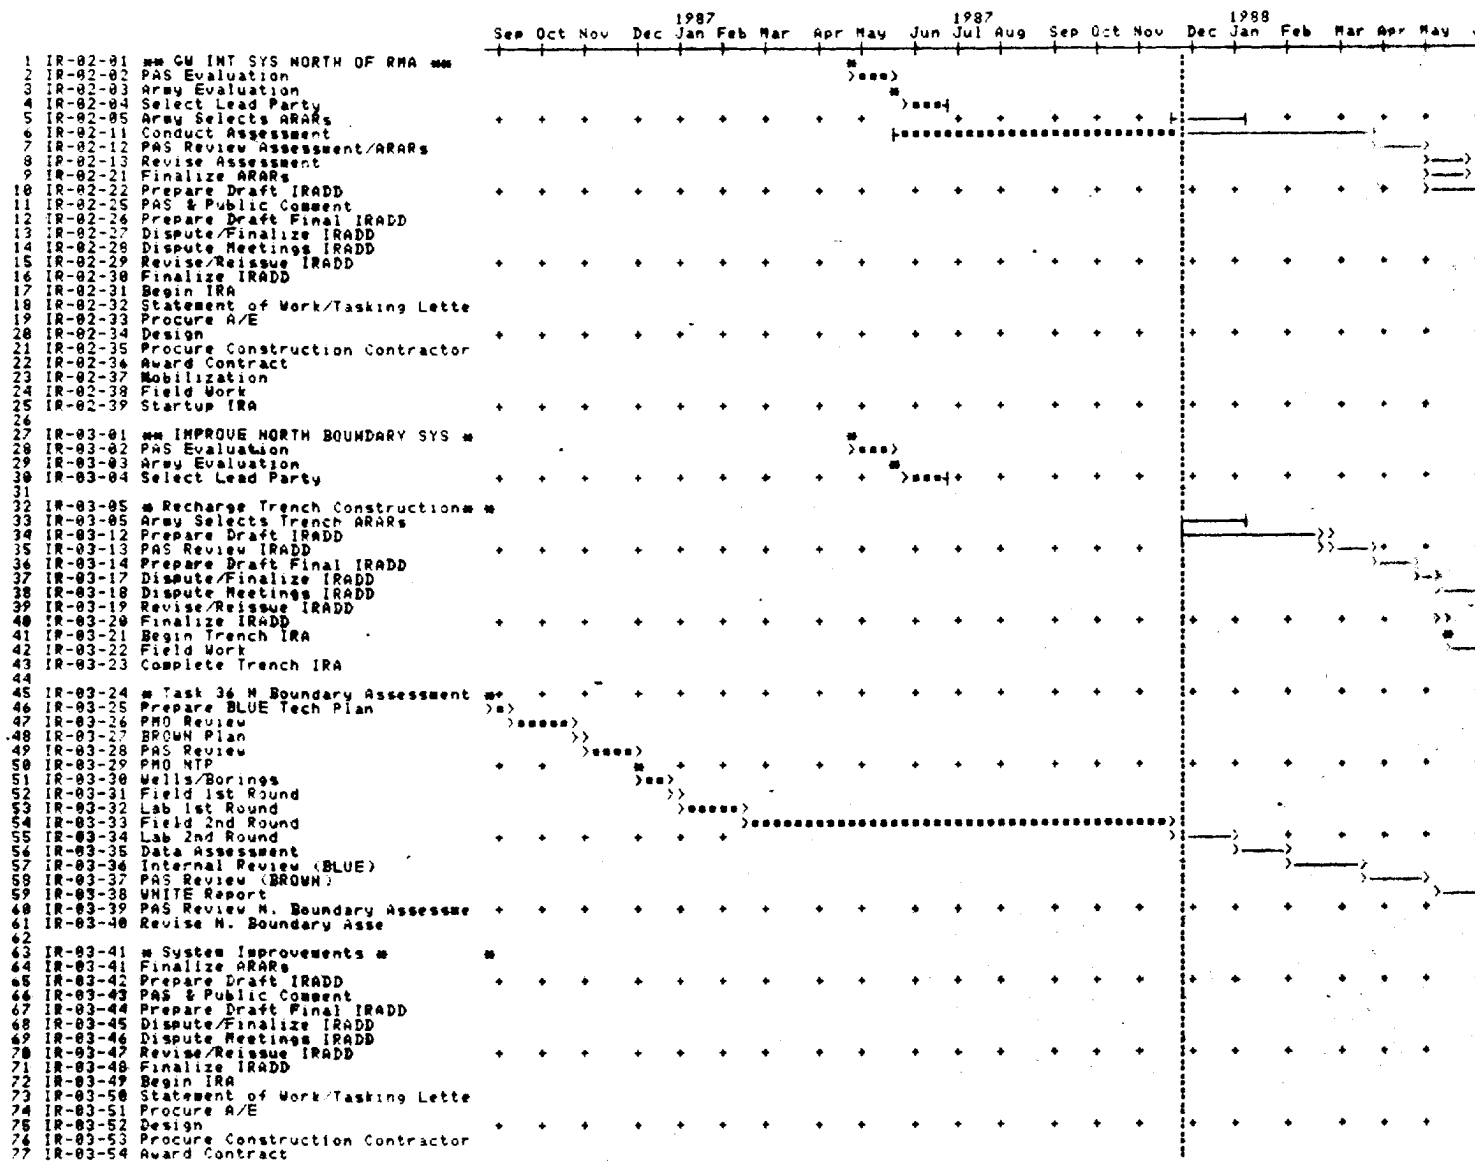 1987 1987 1988
Sep Oct Nov Dec Jan Feb Mar Apr May Jun Jul Aug Sep Oct Nov Dec Jan Feb Mar Apr May
1 IR-02-01 ** GW INT SYS NORTH OF RMA **
2 IR-02-02 PAS Evaluation
3 IR-02-03 Army Evaluation
4 IR-02-04 Select Lead Party
5 IR-02-05 Army Selects ARARs
6 IR-02-11 Conduct Assessment
7 IR-02-12 PAS Review Assessment/ARARs
8 IR-02-13 Revise Assessment
9 IR-02-21 Finalize ARARs
10 IR-02-22 Prepare Draft IRADD
11 IR-02-25 PAS & Public Comment
12 IR-02-26 Prepare Draft Final IRADD
13 IR-02-27 Dispute/Finalize IRADD
14 IR-02-28 Dispute Meetings IRADD
15 IR-02-29 Revise/Reissue IRADD
16 IR-02-30 Finalize IRADD
17 IR-02-31 Begin IRA
18 IR-02-32 Statement of Work/Tasking Lette
19 IR-02-33 Procure A/E
20 IR-02-34 Design
21 IR-02-35 Procure Construction Contractor
22 IR-02-36 Award Contract
23 IR-02-37 Mobilization
24 IR-02-38 Field Work
25 IR-02-39 Startup IRA
26
27 IR-03-01 ** IMPROVE NORTH BOUNDARY SYS *
28 IR-03-02 PAS Evaluation
29 IR-03-03 Army Evaluation
30 IR-03-04 Select Lead Party
31
32 IR-03-05 * Recharge Trench Construction* *
33 IR-03-05 Army Selects Trench ARARs
34 IR-03-12 Prepare Draft IRADD
35 IR-03-13 PAS Review IRADD
36 IR-03-14 Prepare Draft Final IRADD
37 IR-03-17 Dispute/Finalize IRADD
38 IR-03-18 Dispute Meetings IRADD
39 IR-03-19 Revise/Reissue IRADD
40 IR-03-20 Finalize IRADD
41 IR-03-21 Begin Trench IRA
42 IR-03-22 Field Work
43 IR-03-23 Complete Trench IRA
44
45 IR-03-24 * Task 36 N Boundary Assessment *
46 IR-03-25 Prepare BLUE Tech Plan
47 IR-03-26 PMO Review
48 IR-03-27 BROWN Plan
49 IR-03-28 PAS Review
50 IR-03-29 PMO NTP
51 IR-03-30 Wells/Borings
52 IR-03-31 Field 1st Round
53 IR-03-32 Lab 1st Round
54 IR-03-33 Field 2nd Round
55 IR-03-34 Lab 2nd Round
56 IR-03-35 Data Assessment
57 IR-03-36 Internal Review (BLUE)
58 IR-03-37 PAS Review (BROWN)
59 IR-03-38 WHITE Report
60 IR-03-39 PAS Review N. Boundary Assessme
61 IR-03-40 Revise N. Boundary Asse
62
63 IR-03-41 * System Improvements * *
64 IR-03-41 Finalize ARARs
65 IR-03-42 Prepare Draft IRADD
66 IR-03-43 PAS & Public Comment
67 IR-03-44 Prepare Draft Final IRADD
68 IR-03-45 Dispute/Finalize IRADD
69 IR-03-46 Dispute Meetings IRADD
70 IR-03-47 Revise/Reissue IRADD
71 IR-03-48 Finalize IRADD
72 IR-03-49 Begin IRA
73 IR-03-50 Statement of Work/Tasking Lette
74 IR-03-51 Procure A/E
75 IR-03-52 Design
76 IR-03-53 Procure Construction Contractor
77 IR-03-54 Award Contract